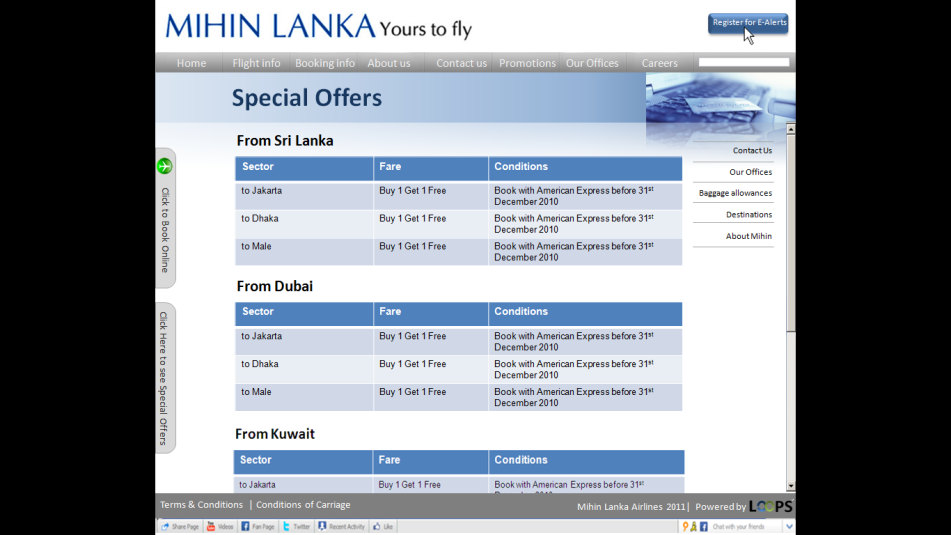 MIHIN LANKA Yours to fly
Register for E-Alerts
Home Flight info Booking info About us Contact us Promotions Our Offices Careers
Special Offers
Contact Us
Our Offices
Baggage allowances
Destinations
About Mihin
Click to Book Online
Click Here to see Special Offers
From Sri Lanka
Sector Fare Conditions
to Jakarta Buy 1 Get 1 Free Book with American Express before 31st
December 2010
to Dhaka Buy 1 Get 1 Free Book with American Express before 31st
December 2010
to Male Buy 1 Get 1 Free Book with American Express before 31st
December 2010
From Dubai
Sector Fare Conditions
to Jakarta Buy 1 Get 1 Free Book with American Express before 31st
December 2010
to Dhaka Buy 1 Get 1 Free Book with American Express before 31st
December 2010
to Male Buy 1 Get 1 Free Book with American Express before 31st
December 2010
From Kuwait
Sector Fare Conditions
to Jakarta Buy 1 Get 1 Free Book with American Express before 31st
Terms & Conditions | Conditions of Carriage
Mihin Lanka Airlines 2011| Powered by LOOPS
Share Page Videos Fan Page Twitter Recent Activity Like
Chat with your friends